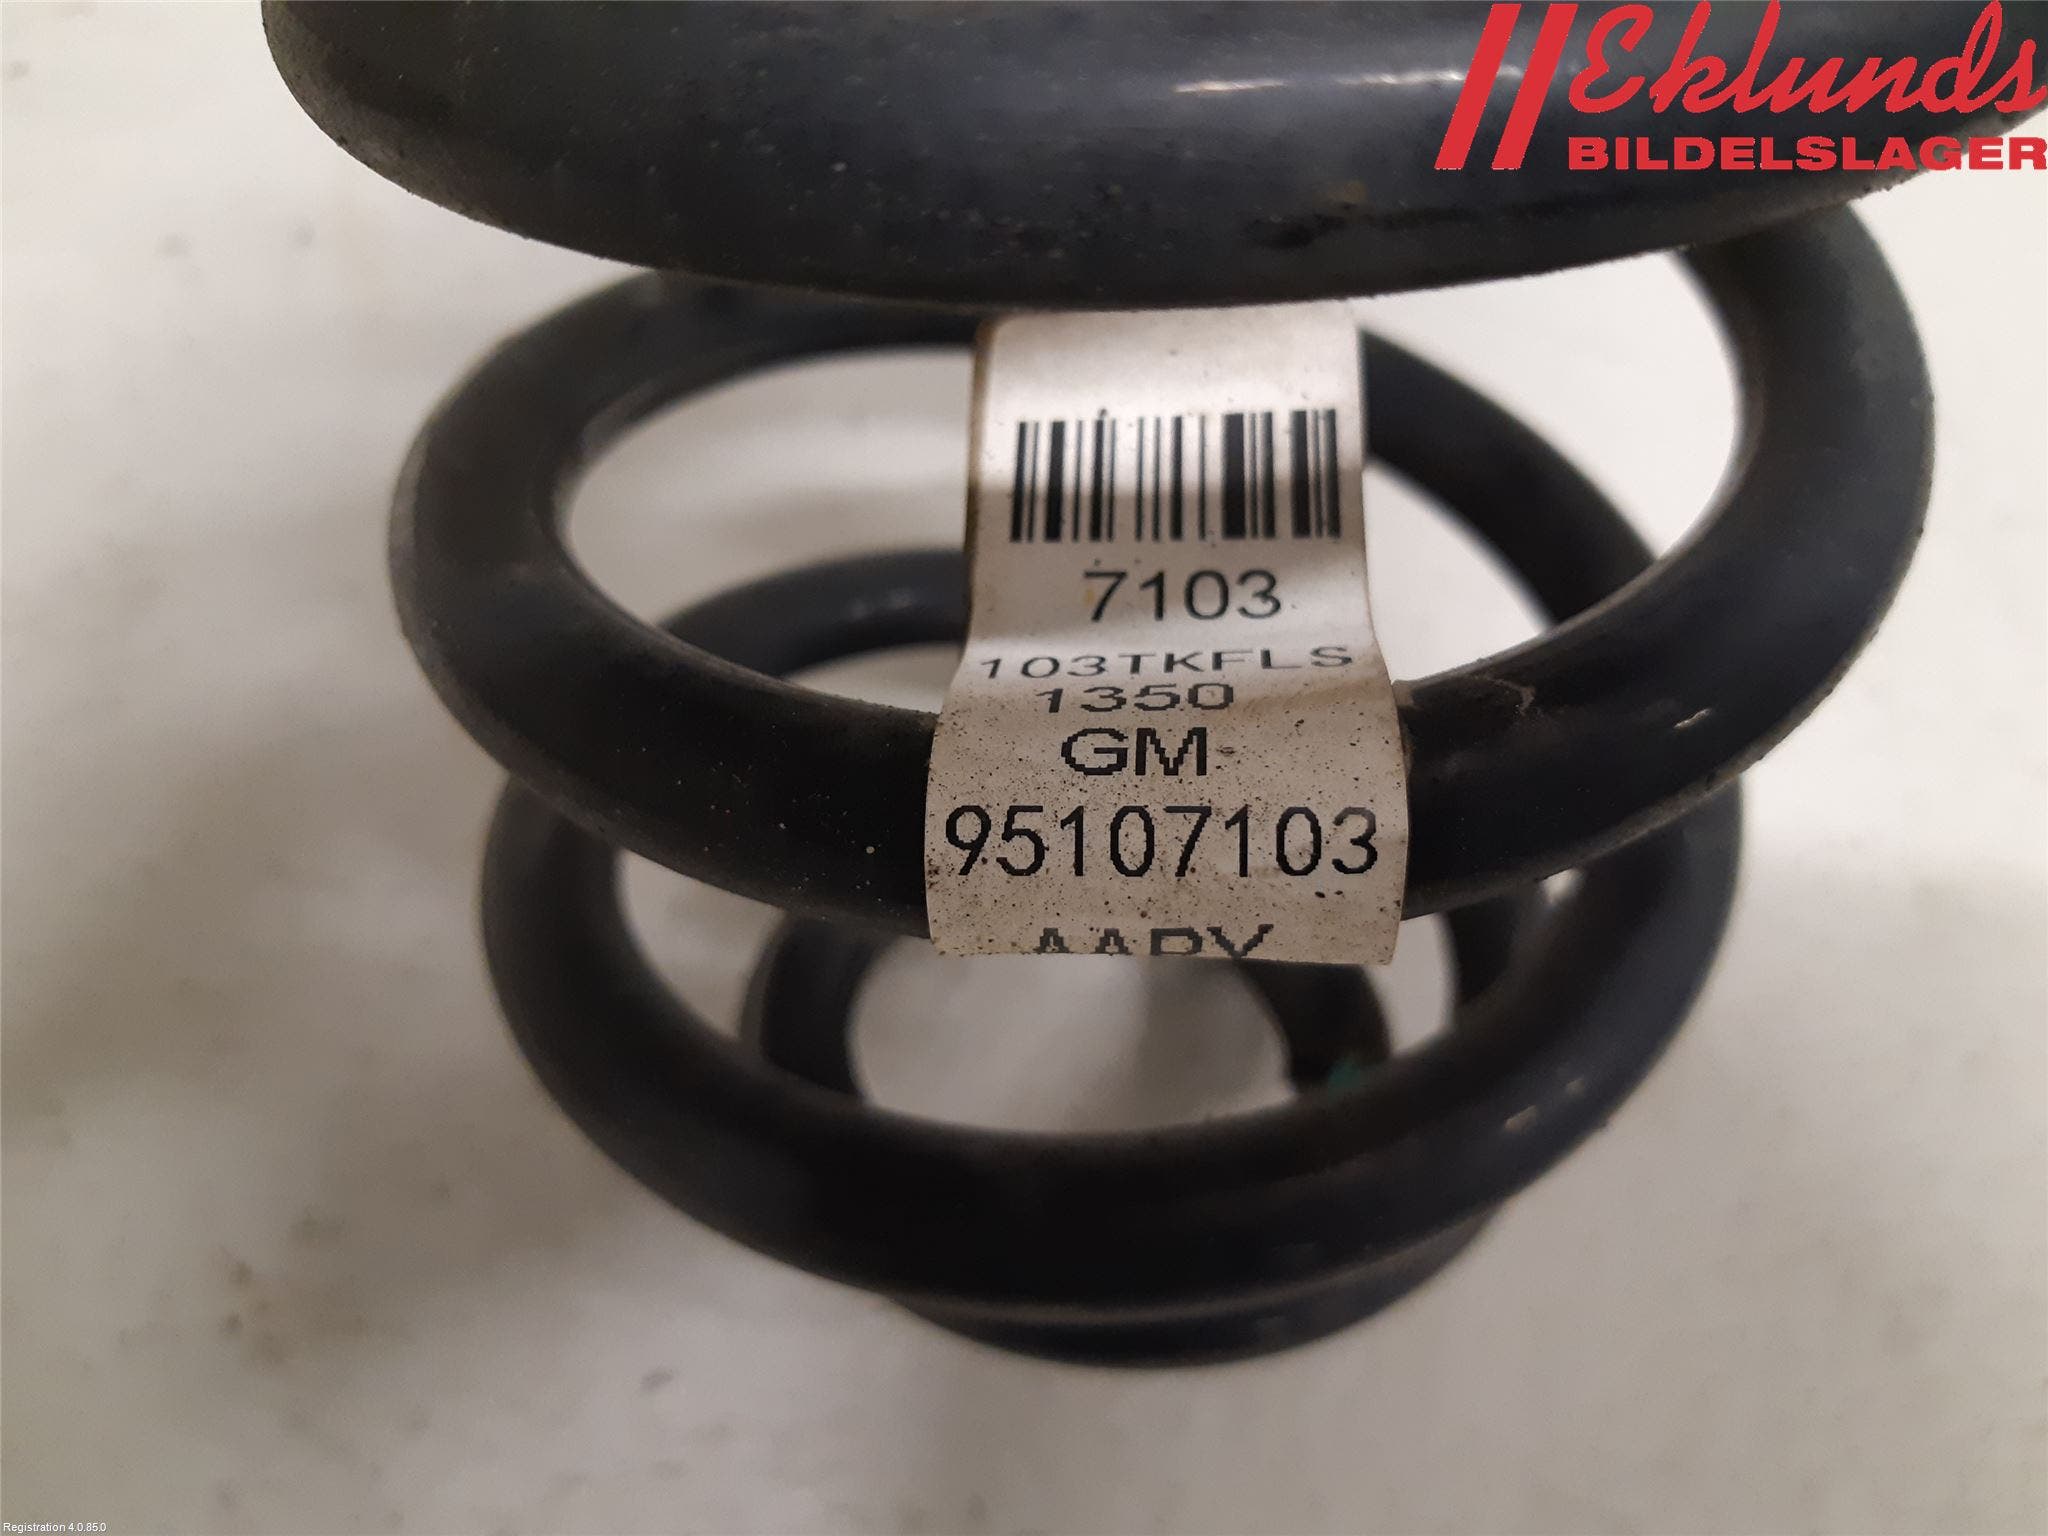 Eklunds
BILDELSLAGER
7103
103TKFLS
1350
GM
95107103
Registration 4.0.85.0